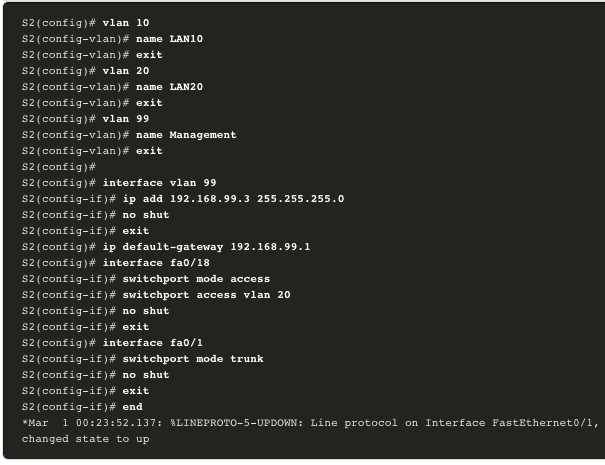 S2(config)# vlan 10
S2(config-vlan)# name LAN10
S2(config-vlan)# exit
S2(config)# vlan 20
S2(config-vlan)# name LAN20
S2(config-vlan)# exit
S2(config)# vlan 99
S2(config-vlan)# name Management
S2(config-vlan)# exit
S2(config)#
S2(config)# interface vlan 99
S2(config-if)# ip add 192.168.99.3 255.255.255.0
S2(config-if)# no shut
S2(config-if)# exit
S2(config)# ip default-gateway 192.168.99.1
S2(config)# interface fa0/18
S2(config-if)# switchport mode access
S2(config-if)# switchport access vlan 20
S2(config-if)# no shut
S2(config-if)# exit
S2(config)# interface fa0/1
S2(config-if)# switchport mode trunk
S2(config-if)# no shut
S2(config-if)# exit
S2(config-if)# end
*Mar  1 00:23:52.137: %LINEPROTO-5-UPDOWN: Line protocol on Interface FastEthernet0/1,
changed state to up